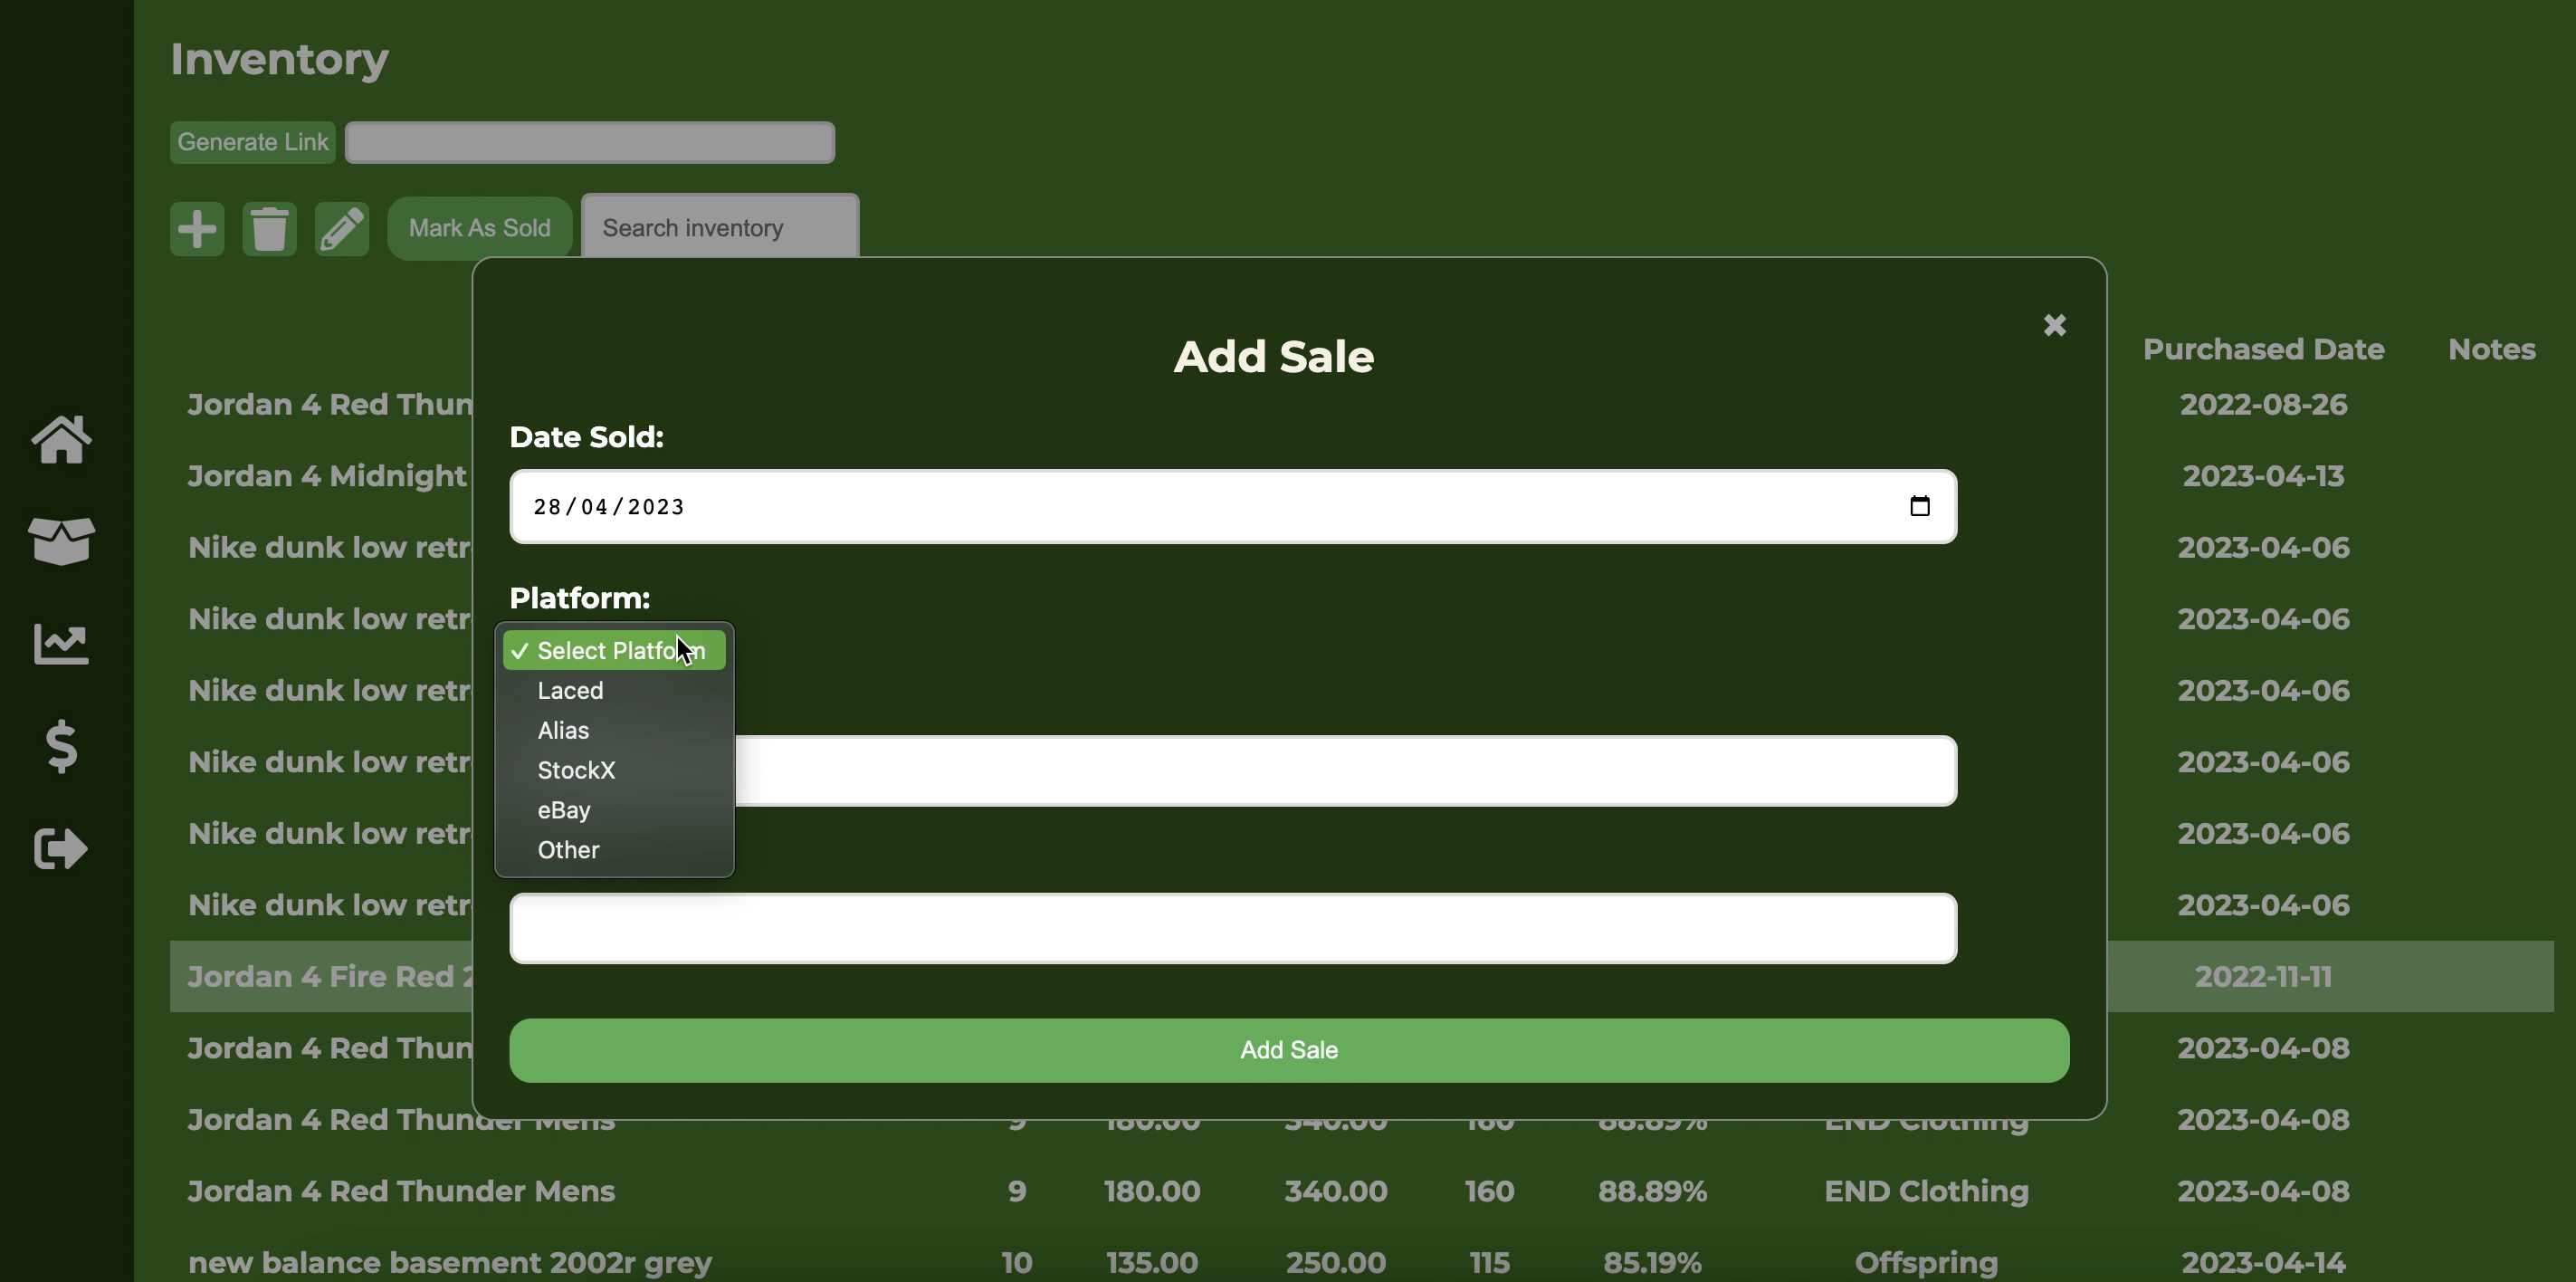 Inventory
Generate Link
Mark As Sold
Search inventory
Add Sale
Purchased Date Notes
Date Sold:
28/04/2023
Platform:
✓ Select Platform
Laced
Alias
StockX
eBay
Other
Add Sale
Jordan 4 Red Thun 2022-08-26
Jordan 4 Midnight 2023-04-13
Nike dunk low retr 2023-04-06
Nike dunk low retr 2023-04-06
Nike dunk low retr 2023-04-06
Nike dunk low retr 2023-04-06
Nike dunk low retr 2023-04-06
Nike dunk low retr 2023-04-06
Jordan 4 Fire Red 2 2022-11-11
Jordan 4 Red Thun 2023-04-08
Jordan 4 Red Thunder Mens 9 180.00 340.00 160 88.89% END Clothing 2023-04-08
Jordan 4 Red Thunder Mens 9 180.00 340.00 160 88.89% END Clothing 2023-04-08
new balance basement 2002r grey 10 135.00 250.00 115 85.19% Offspring 2023-04-14